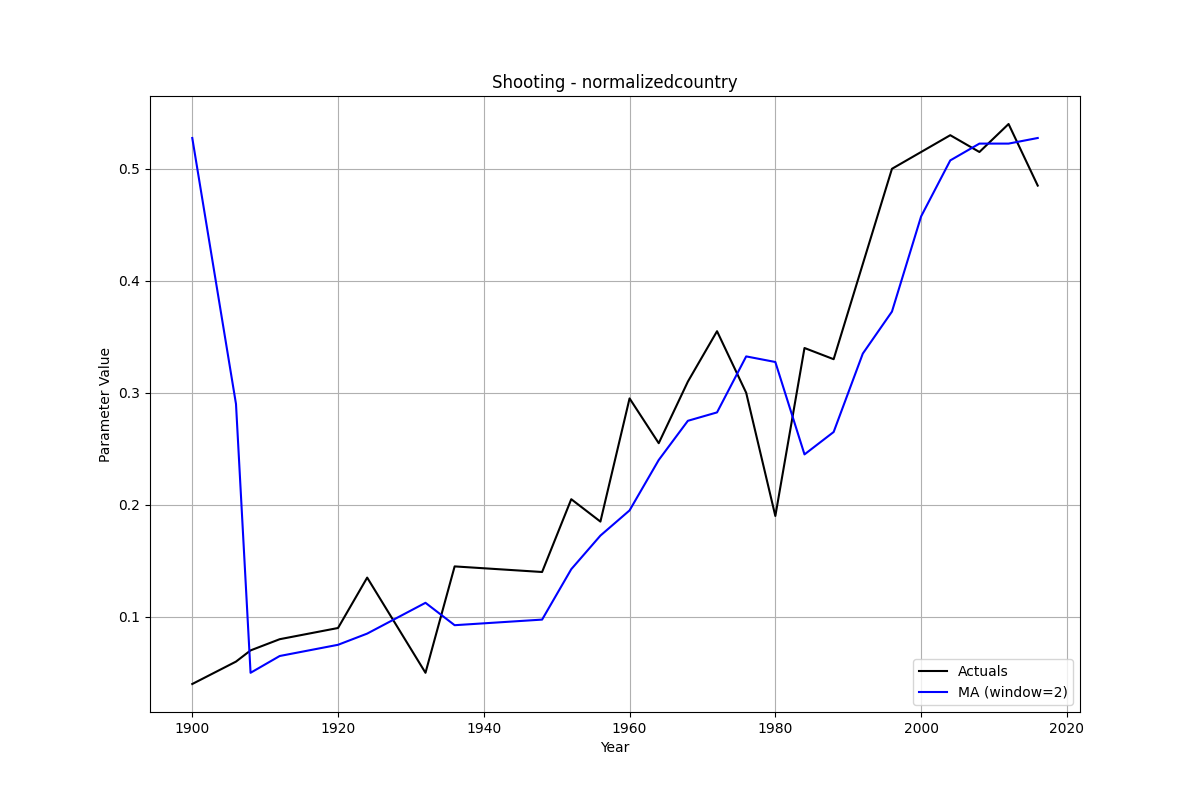 Shooting - normalizedcountry
Parameter Value
0.5
0.4
0.3
0.2
0.1
Actuals
MA (window=2)
1900 1920 1940 1960 1980 2000 2020
Year